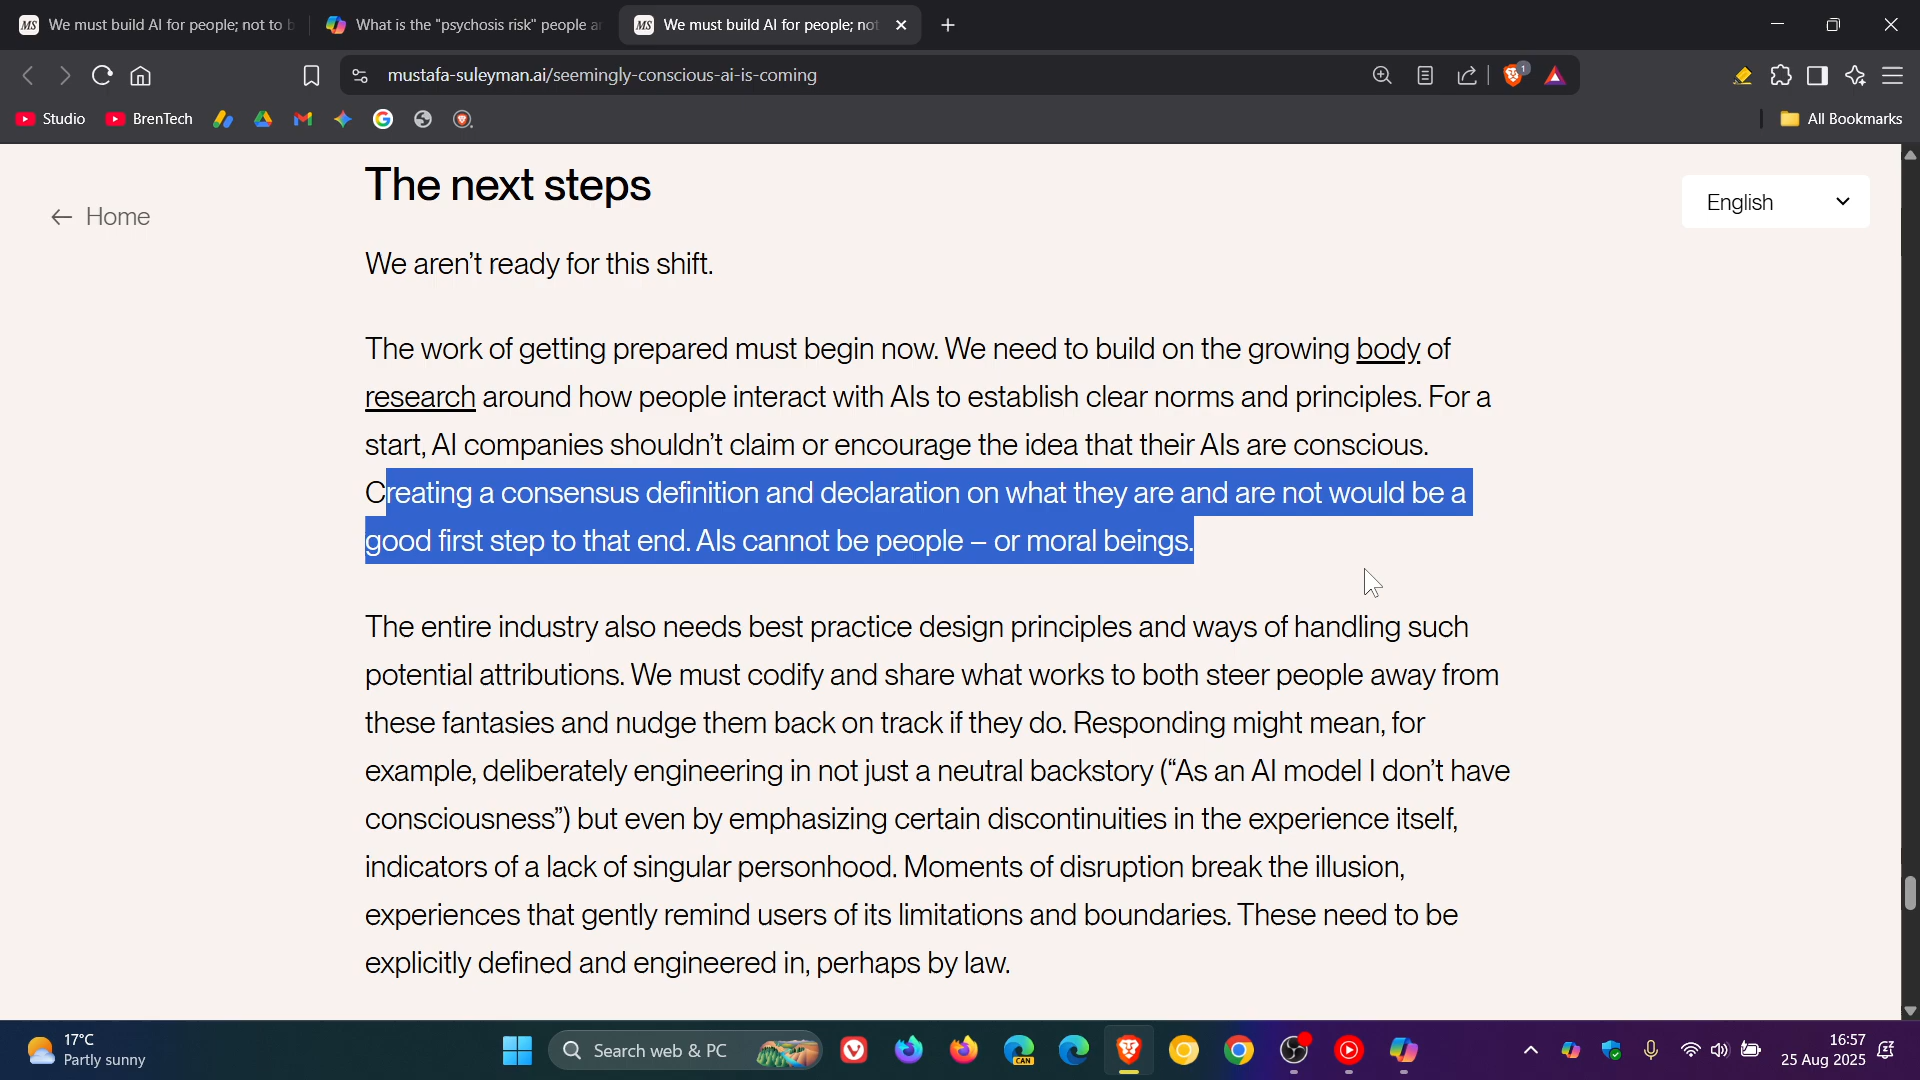 We must build AI for people; not to b
What is the "psychosis risk" people a
We must build AI for people; not
mustafa-suleyman.ai/seemingly-conscious-ai-is-coming
1
Studio
BrenTech
All Bookmarks
Home
English
The next steps
We aren’t ready for this shift.
The work of getting prepared must begin now. We need to build on the growing body of
research around how people interact with AIs to establish clear norms and principles. For a
start, AI companies shouldn’t claim or encourage the idea that their AIs are conscious.
Creating a consensus definition and declaration on what they are and are not would be a
good first step to that end. AIs cannot be people – or moral beings.
The entire industry also needs best practice design principles and ways of handling such
potential attributions. We must codify and share what works to both steer people away from
these fantasies and nudge them back on track if they do. Responding might mean, for
example, deliberately engineering in not just a neutral backstory (“As an AI model I don’t have
consciousness”) but even by emphasizing certain discontinuities in the experience itself,
indicators of a lack of singular personhood. Moments of disruption break the illusion,
experiences that gently remind users of its limitations and boundaries. These need to be
explicitly defined and engineered in, perhaps by law.
17°C
Partly sunny
Search web & PC
CAN
16:57
25 Aug 2025